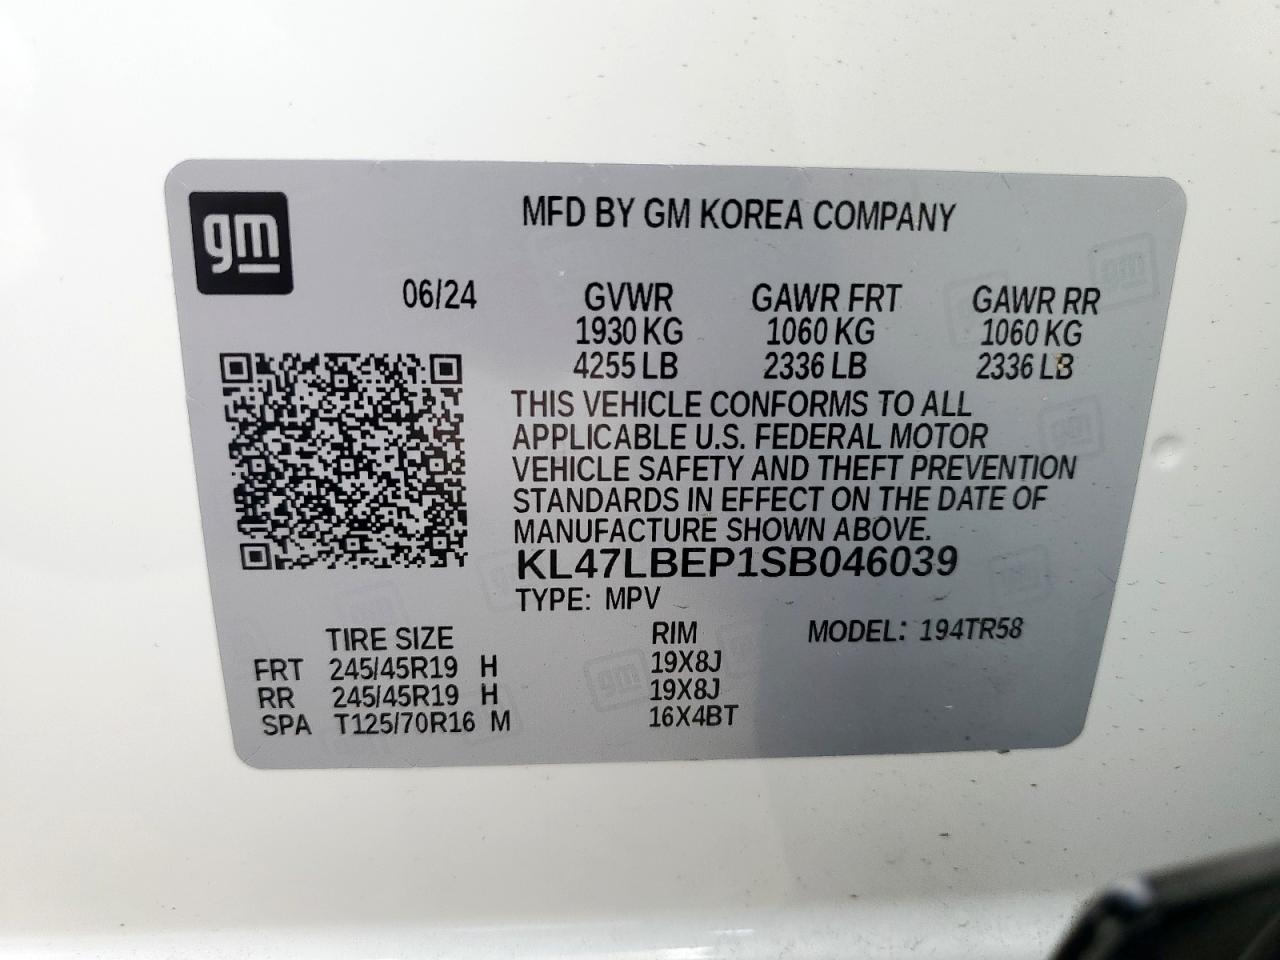 gm
MFD BY GM KOREA COMPANY
06/24 GVWR GAWR FRT GAWR RR
1930 KG 1060 KG 1060 KG
4255 LB 2336 LB 2336 LB
THIS VEHICLE CONFORMS TO ALL
APPLICABLE U.S. FEDERAL MOTOR
VEHICLE SAFETY AND THEFT PREVENTION
STANDARDS IN EFFECT ON THE DATE OF
MANUFACTURE SHOWN ABOVE.
KL47LBEP1SB046039
TYPE: MPV
TIRE SIZE RIM MODEL: 194TR58
FRT 245/45R19 H 19X8J
RR 245/45R19 H 19X8J
SPA T125/70R16 M 16X4BT